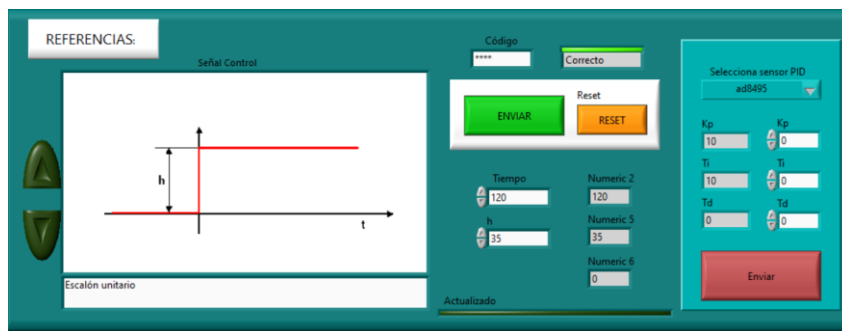 REFERENCIAS:
Señal Control
h
t
Escalón unitario
Código
****
Correcto
ENVIAR
Reset
RESET
Tiempo
120
Numeric 2
120
h
35
Numeric 5
35
Numeric 6
0
Actualizado
Selecciona sensor PID
ad8495
Kp
10
Kp
0
Ti
10
Ti
0
Td
0
Td
0
Enviar